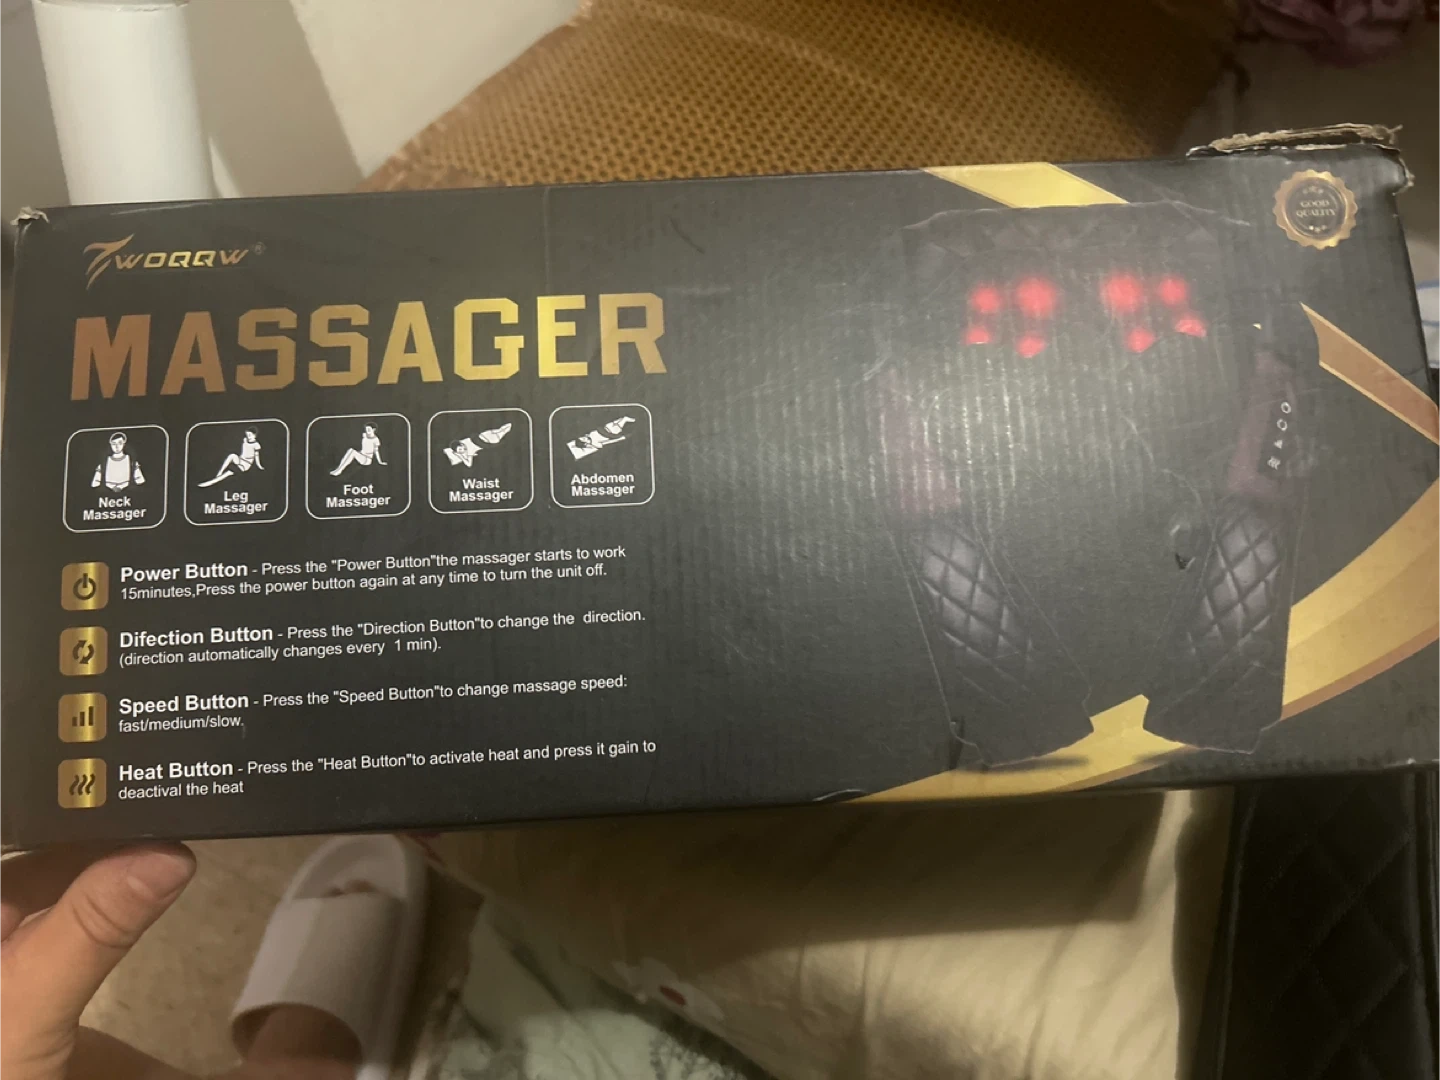 TWOQQW®
GOOD
QUALITY
MASSAGER
Neck
Massager
Leg
Massager
Foot
Massager
Waist
Massager
Abdomen
Massager
Power Button - Press the "Power Button"the massager starts to work
15minutes,Press the power button again at any time to turn the unit off.
Difection Button - Press the "Direction Button"to change the direction.
(direction automatically changes every 1 min).
Speed Button - Press the "Speed Button"to change massage speed:
fast/medium/slow.
Heat Button - Press the "Heat Button"to activate heat and press it gain to
deactival the heat